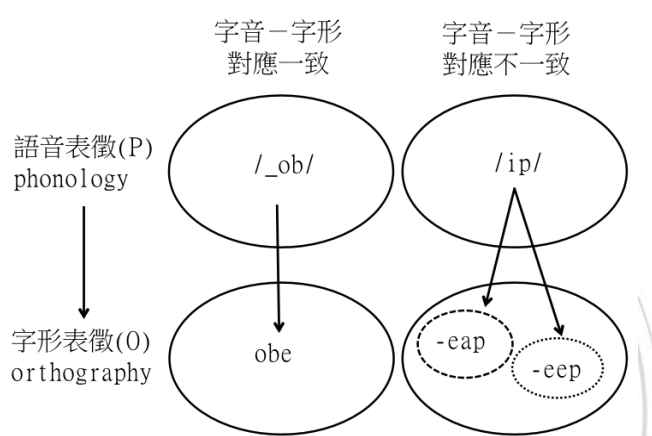 字音－字形
對應一致
字音－字形
對應不一致
語音表徵(P)
phonology
/_ob/
/ip/
字形表徵(O)
orthography
obe
-eap
-eep